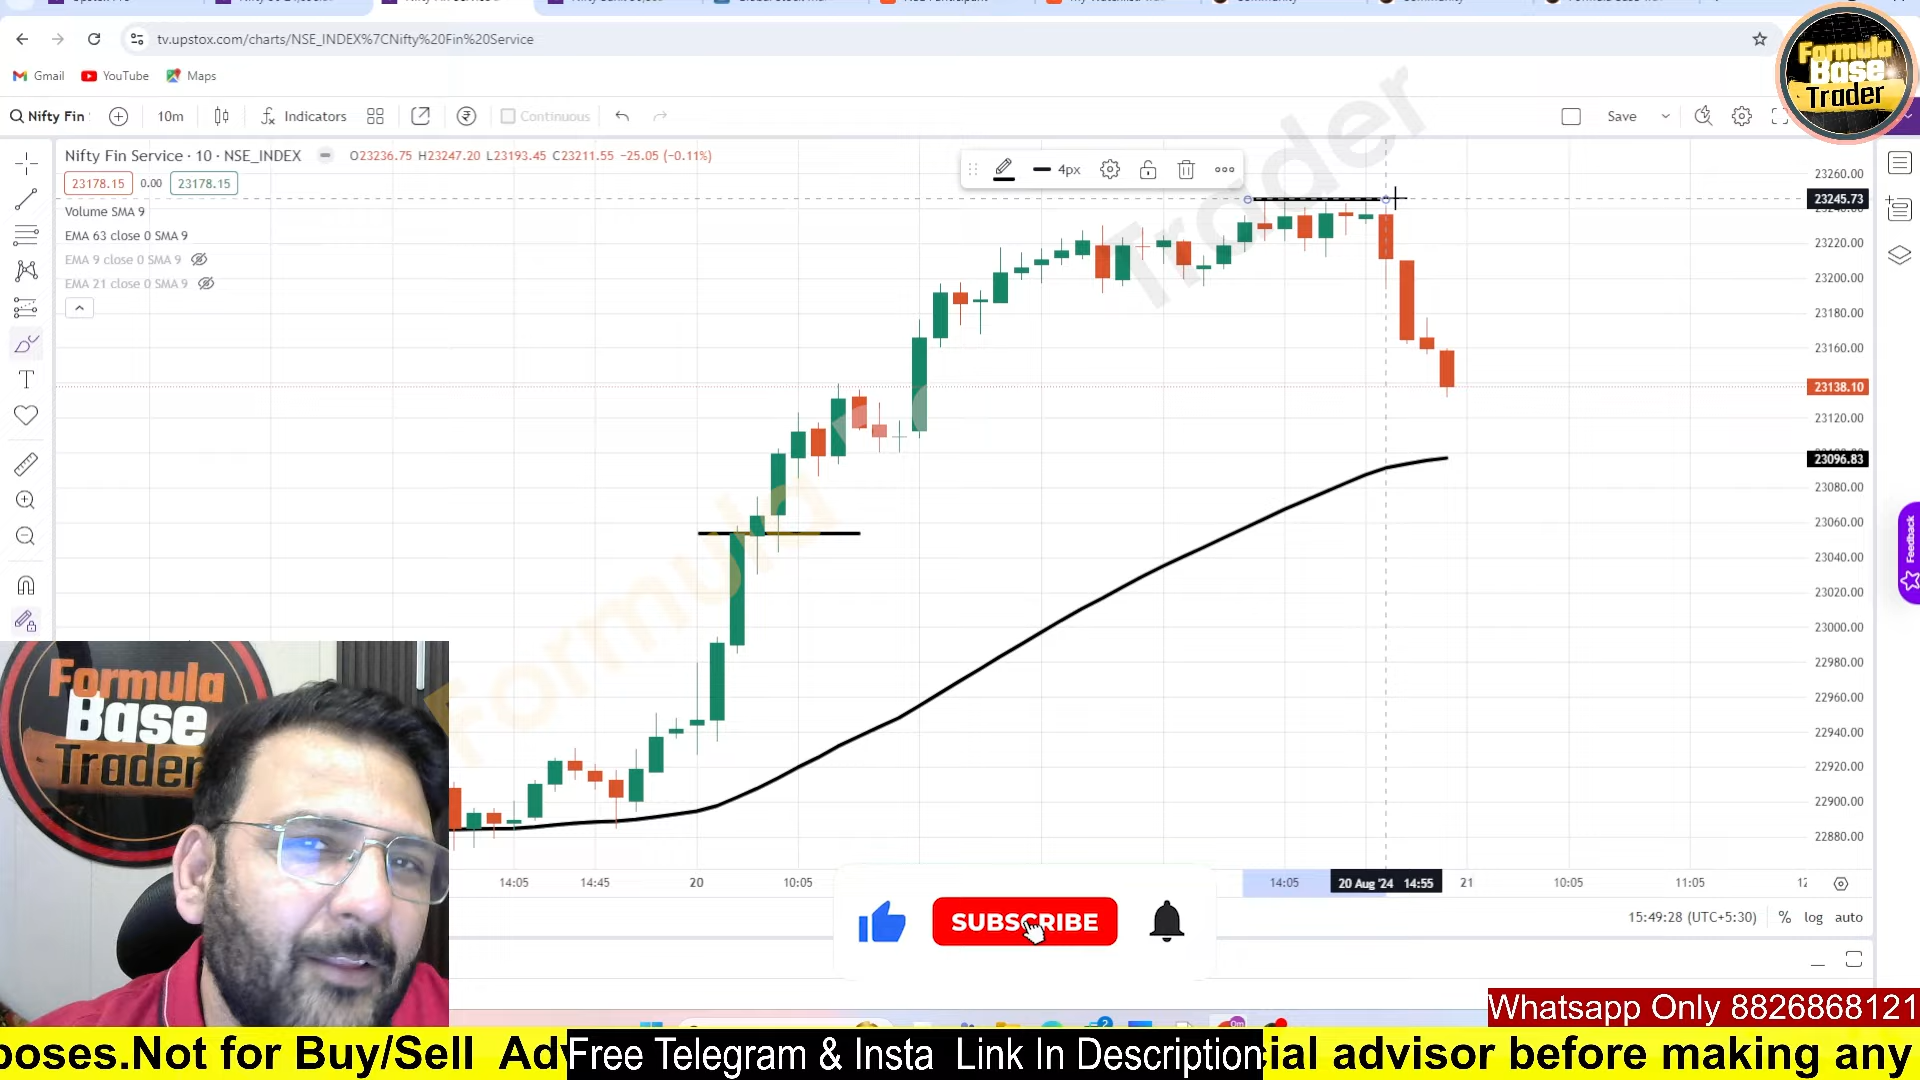 tv.upstox.com/charts/NSE_INDEX%7CNifty%20Fin%20Service
Gmail YouTube Maps
Formula
Base
Trader
Nifty Fin 10m Indicators Continuous Save
Nifty Fin Service · 10 · NSE_INDEX O23236.75 H23247.20 L23193.45 C23211.55 −25.05 (−0.11%)
23178.15 0.00 23178.15
Volume SMA 9
EMA 63 close 0 SMA 9
EMA 9 close 0 SMA 9
EMA 21 close 0 SMA 9
4px
Formula
Trader
23260.00
23245.73
23220.00
23200.00
23180.00
23160.00
23138.10
23120.00
23096.83
23080.00
23060.00
23040.00
23020.00
23000.00
22980.00
22960.00
22940.00
22920.00
22900.00
22880.00
Feedback
Formula
Base
Trader
14:05 14:45 20 10:05 14:05 20 Aug '24 14:55 21 10:05 11:05
15:49:28 (UTC+5:30) % log auto
SUBSCRIBE
Whatsapp Only 8826868121
poses.Not for Buy/Sell
Free Telegram & Insta Link In Description
cial advisor before making any